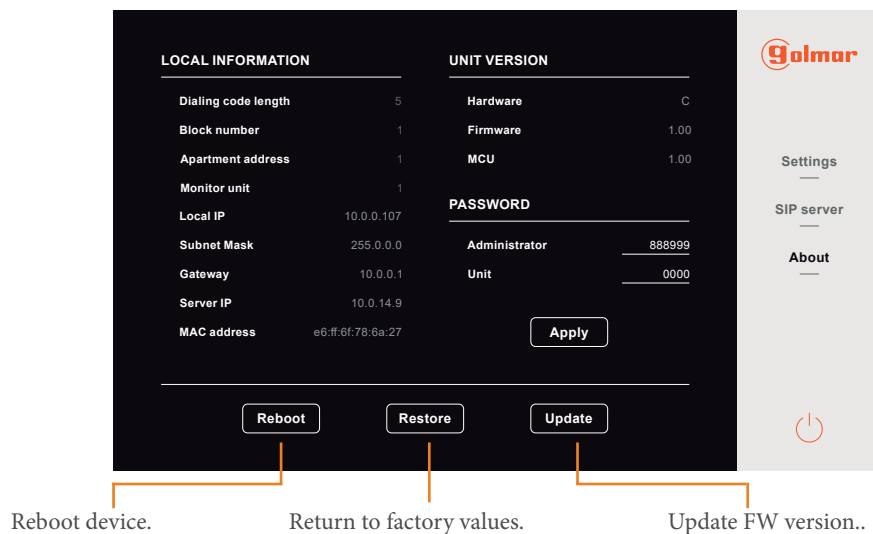 LOCAL INFORMATION
Dialing code length 5
Block number 1
Apartment address 1
Monitor unit 1
Local IP 10.0.0.107
Subnet Mask 255.0.0.0
Gateway 10.0.0.1
Server IP 10.0.14.9
MAC address e6:ff:6f:78:6a:27
UNIT VERSION
Hardware C
Firmware 1.00
MCU 1.00
PASSWORD
Administrator 888999
Unit 0000
Apply
Reboot Restore Update
golmar
Settings
SIP server
About
Reboot device. Return to factory values. Update FW version..